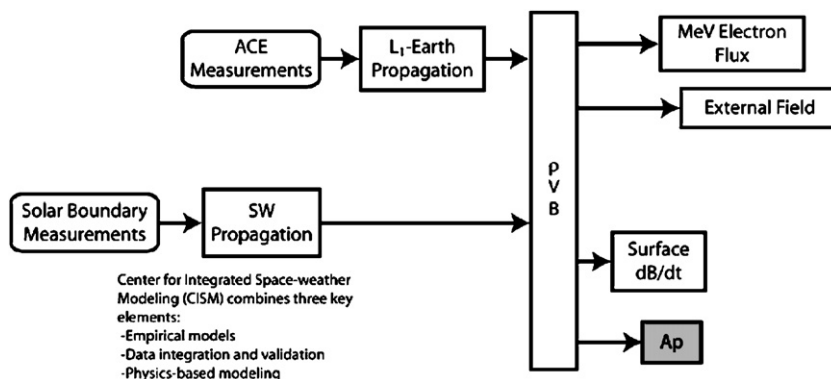 ACE
Measurements
L₁-Earth
Propagation
MeV Electron
Flux
External Field
ρ
V
B
Solar Boundary
Measurements
SW
Propagation
Surface
dB/dt
Center for Integrated Space-weather
Modeling (CISM) combines three key
elements:
-Empirical models
-Data integration and validation
-Physics-based modeling
Ap